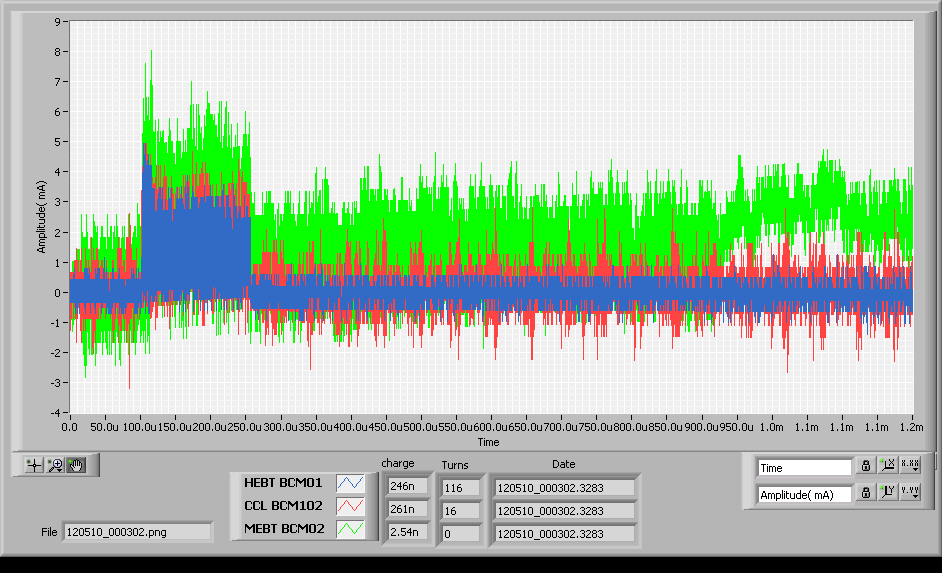 9
8
7
6
5
4
3
2
1
0
-1
-2
-3
-4
Amplitude( mA)
0.0 50.0u 100.0u 150.0u 200.0u 250.0u 300.0u 350.0u 400.0u 450.0u 500.0u 550.0u 600.0u 650.0u 700.0u 750.0u 800.0u 850.0u 900.0u 950.0u 1.0m 1.1m 1.1m 1.1m 1.2m
Time
charge Turns Date
HEBT BCM01 246n 116 120510_000302.3283
CCL BCM102 261n 16 120510_000302.3283
MEBT BCM02 2.54n 0 120510_000302.3283
File 120510_000302.png
Time X X.XX
Amplitude( mA) Y Y.YY